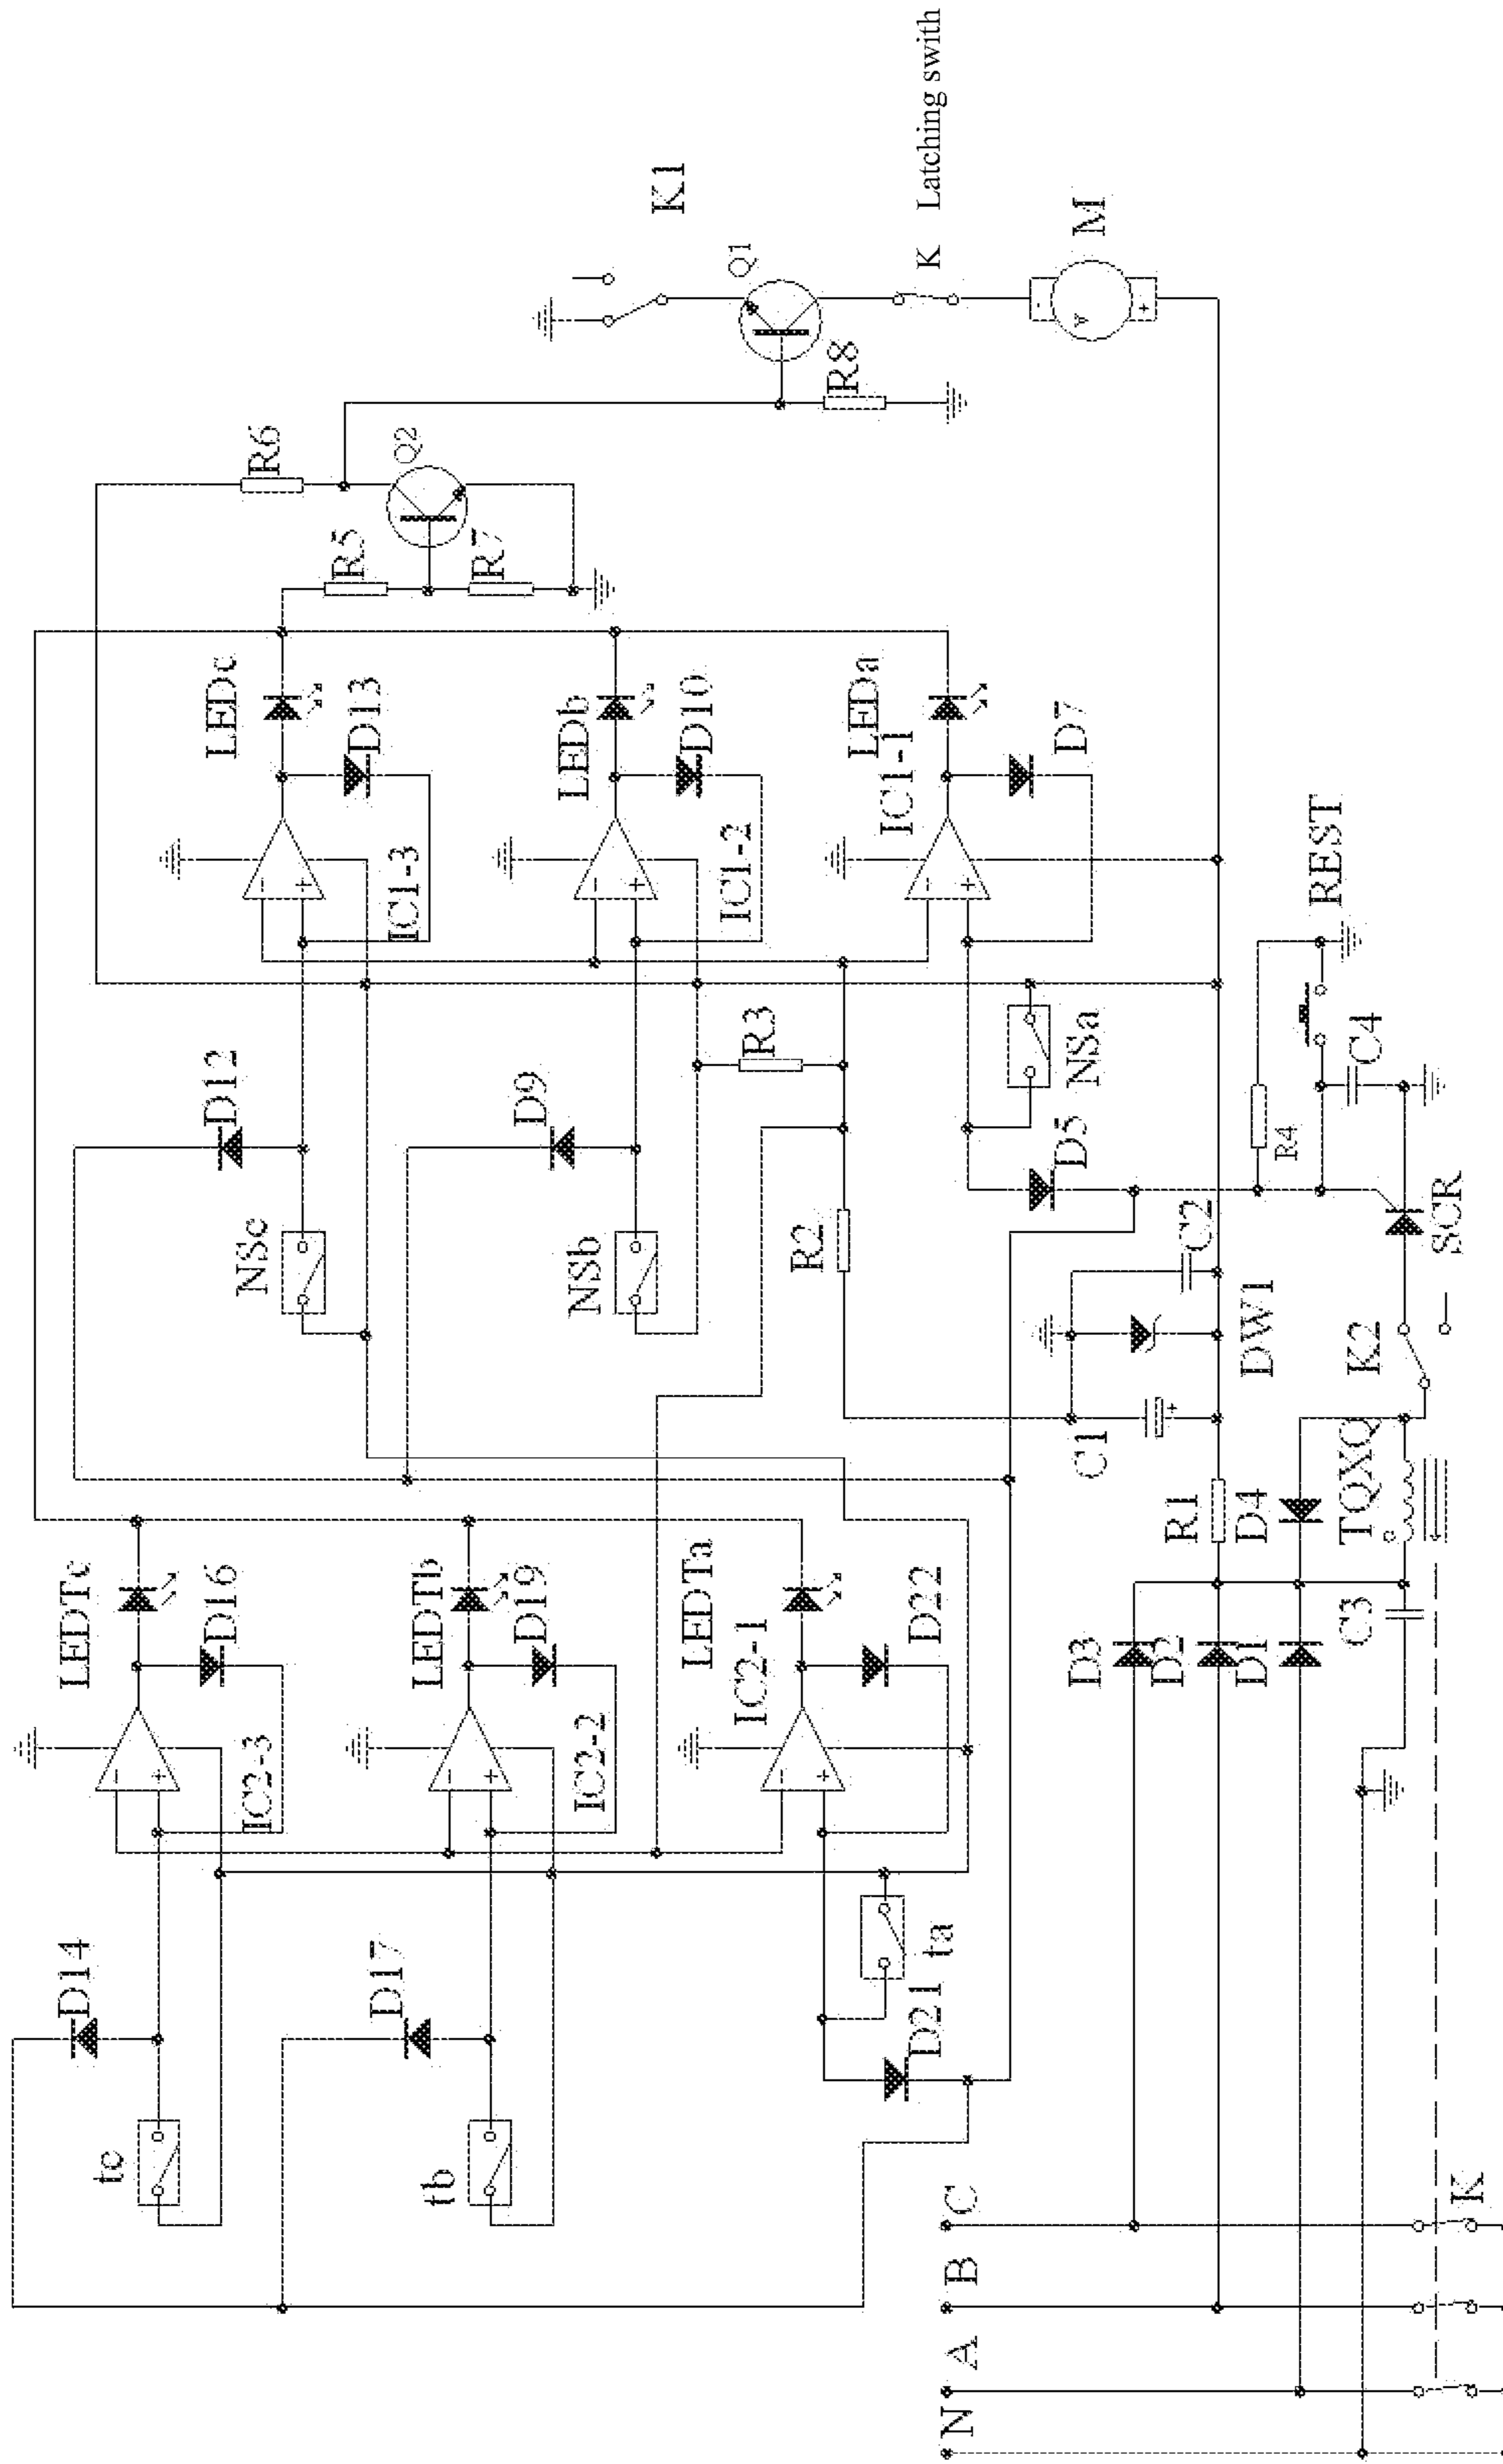 K1
Latching swith
Q1
K
M
R8
R6
Q2
R5
R7
LEDc
D13
IC1-3
LEDb
D10
IC1-2
LEDa
IC1-1
D7
REST
D12
D9
R3
NSa
C4
R4
NSc
NSb
R2
D5
C2
SCR
DW1
K2
C1
R1
D4
TQXQ
LEDTc
D16
IC2-3
LEDTb
D19
IC2-2
LEDTa
IC2-1
D22
D3
D2
D1
C3
D14
D17
ta
D21
tc
tb
N
A
B
C
K